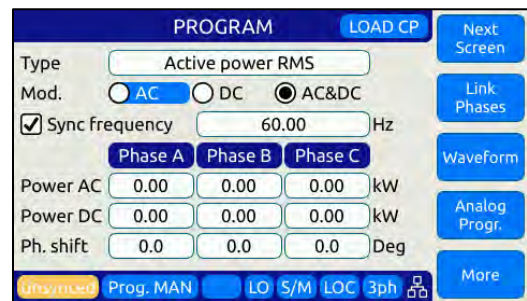 PROGRAM LOAD CP
Next Screen
Type Active power RMS
Mod. AC DC AC&DC
Link Phases
Sync frequency 60.00 Hz
Phase A Phase B Phase C
Waveform
Power AC 0.00 0.00 0.00 kW
Power DC 0.00 0.00 0.00 kW
Analog Progr.
Ph. shift 0.0 0.0 0.0 Deg
Unsynced Prog. MAN LO S/M LOC 3ph
More